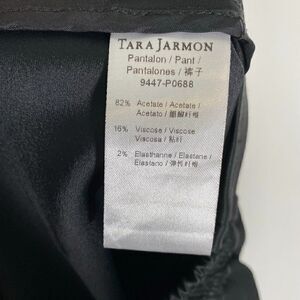 TARA JARMON
Pantalon / Pant /
Pantalones / 裤子
9447-P0688
82% Acetate / Acetate /
Acetato / 醋酸纤维
16% Viscose / Viscose
Viscosa / 粘纤
2% Elasthanne / Elastane /
Elastano / 弹性纤维